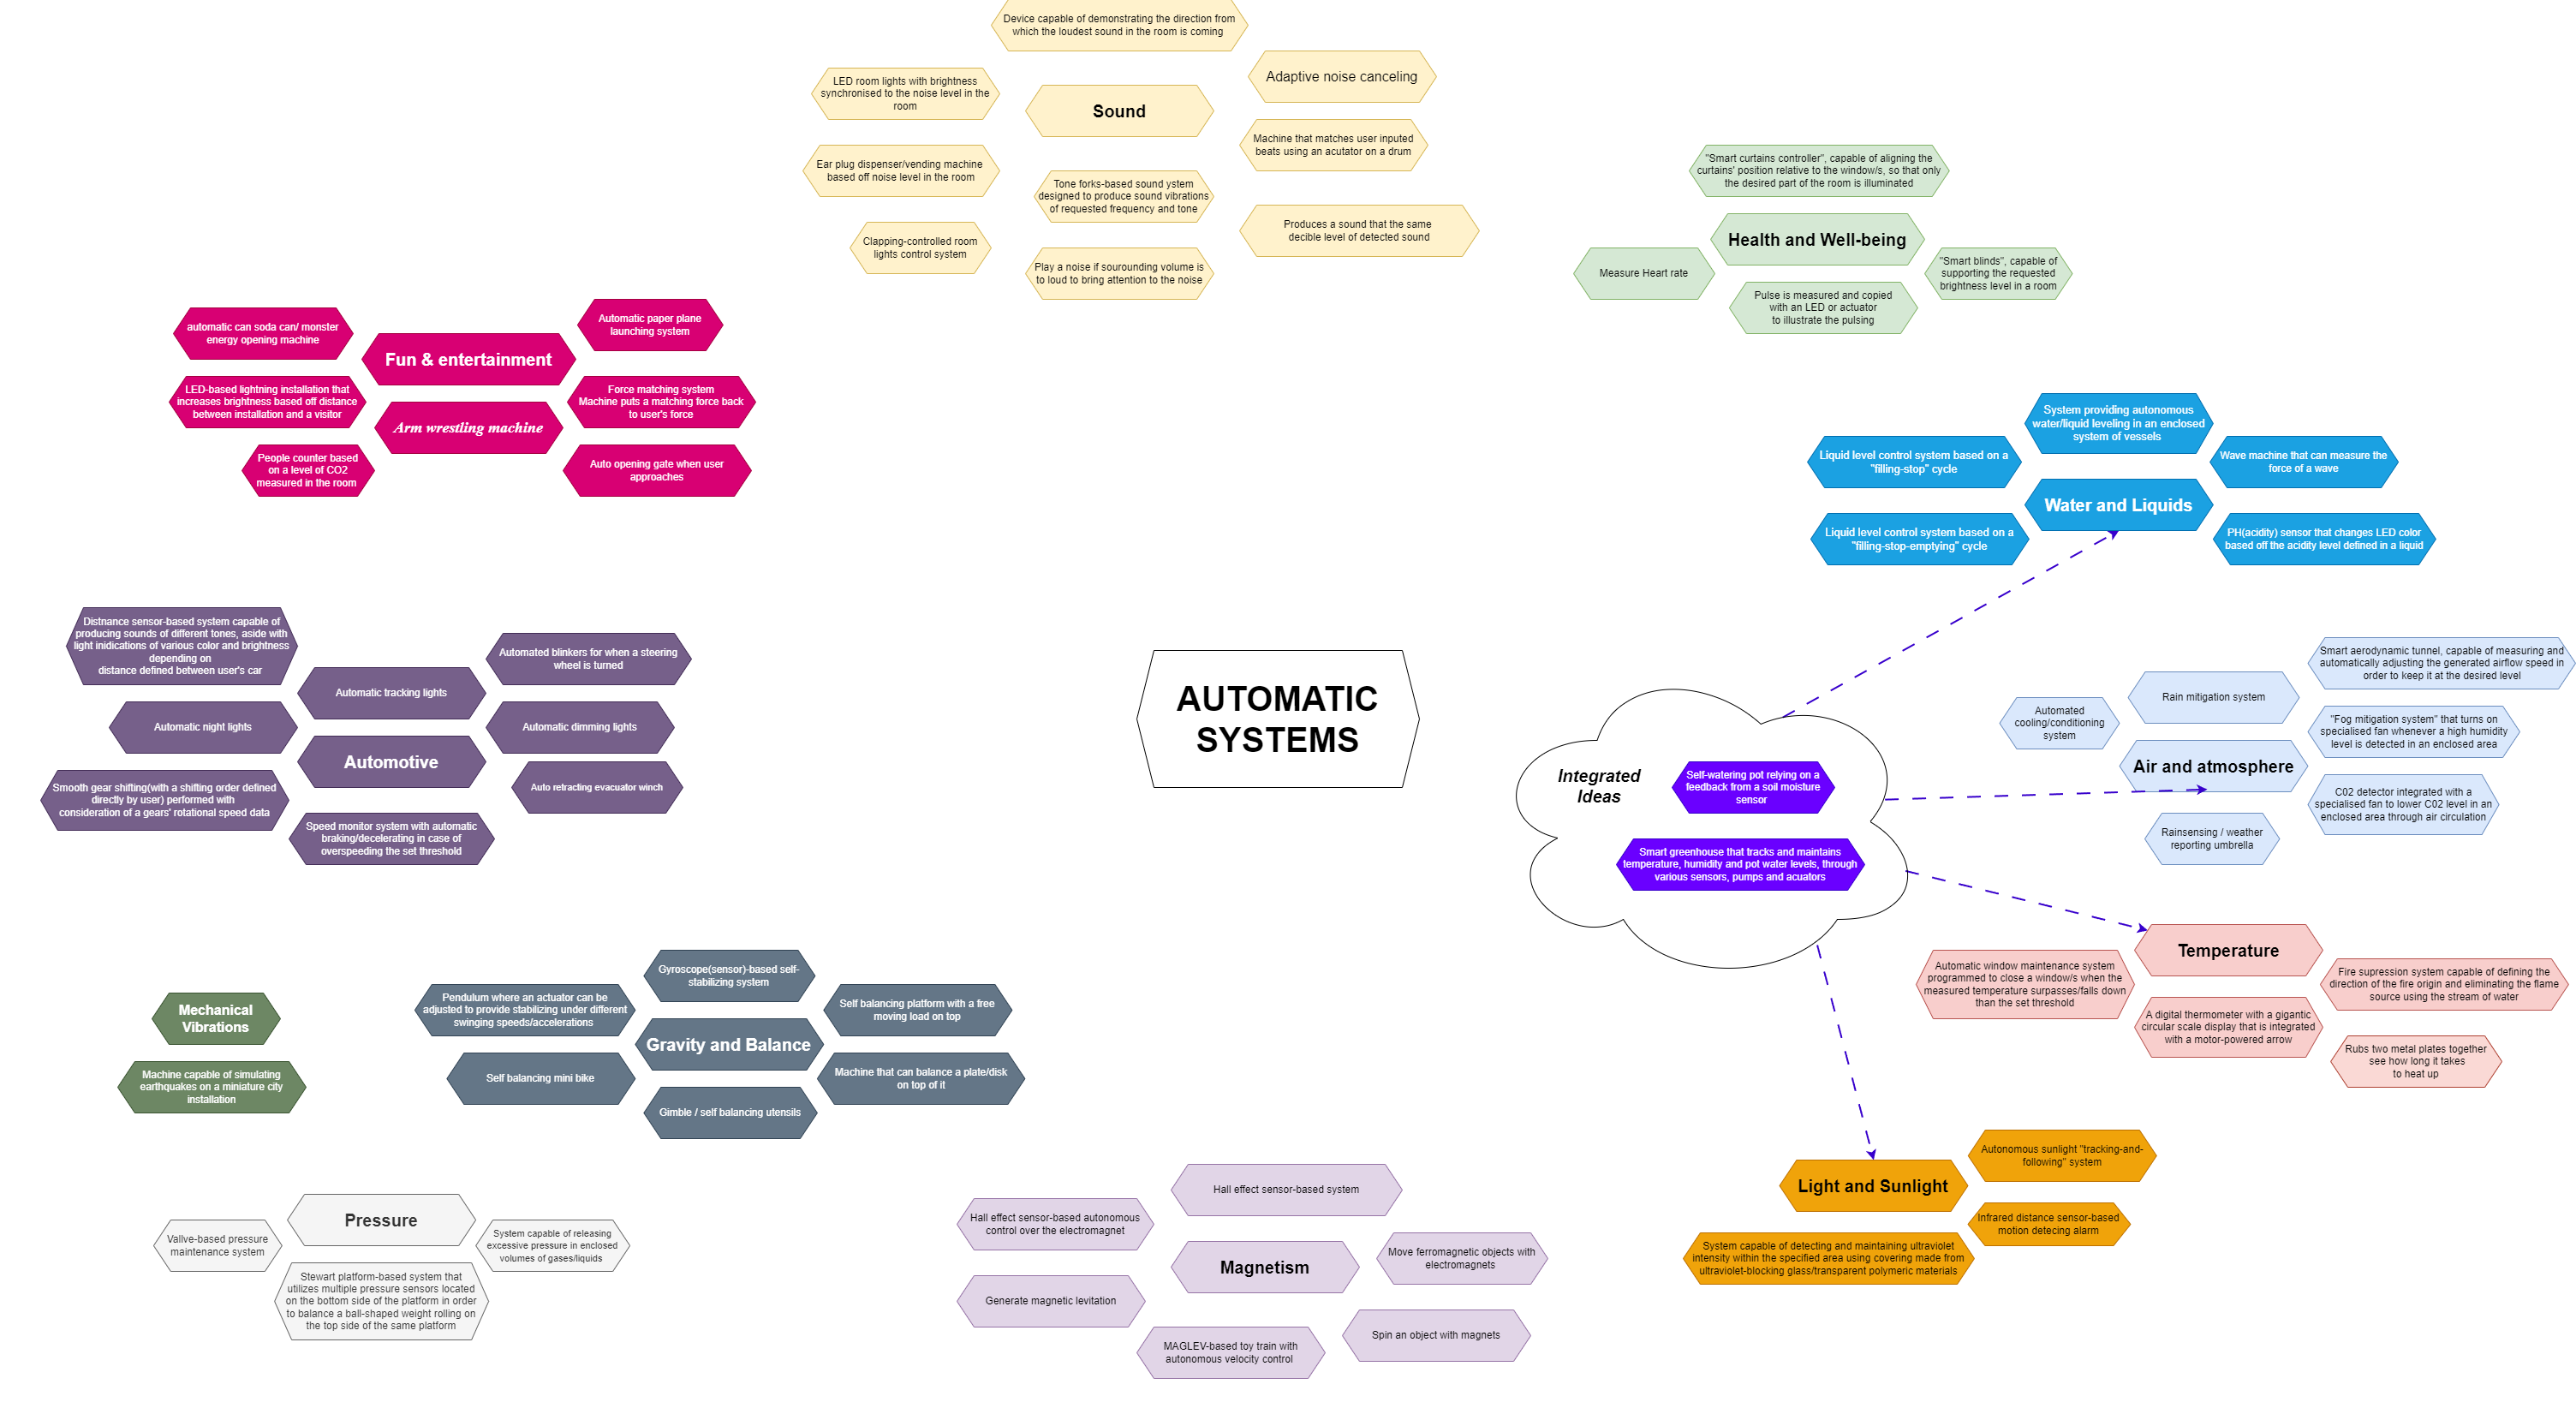 Device capable of demonstrating the direction from
which the loudest sound in the room is coming
LED room lights with brightness
synchronised to the noise level in the
room
Sound
Adaptive noise canceling
Machine that matches user inputed
beats using an acutator on a drum
Ear plug dispenser/vending machine
based off noise level in the room
Tone forks-based sound ystem
designed to produce sound vibrations
of requested frequency and tone
Produces a sound that the same
decible level of detected sound
Clapping-controlled room
lights control system
Play a noise if sourounding volume is
to loud to bring attention to the noise
"Smart curtains controller", capable of aligning the
curtains' position relative to the window/s, so that only
the desired part of the room is illuminated
Health and Well-being
Measure Heart rate
"Smart blinds", capable of
supporting the requested
brightness level in a room
Pulse is measured and copied
with an LED or actuator
to illustrate the pulsing
automatic can soda can/ monster
energy opening machine
Fun & entertainment
Automatic paper plane
launching system
LED-based lightning installation that
increases brightness based off distance
between installation and a visitor
Arm wrestling machine
Force matching system
Machine puts a matching force back
to user's force
People counter based
on a level of CO2
measured in the room
Auto opening gate when user
approaches
System providing autonomous
water/liquid leveling in an enclosed
system of vessels
Liquid level control system based on a
"filling-stop" cycle
Wave machine that can measure the
force of a wave
Water and Liquids
Liquid level control system based on a
"filling-stop-emptying" cycle
PH(acidity) sensor that changes LED color
based off the acidity level defined in a liquid
Distnance sensor-based system capable of
producing sounds of different tones, aside with
light inidications of various color and brightness
depending on
distance defined between user's car
Automatic tracking lights
Automated blinkers for when a steering
wheel is turned
Automatic night lights
Automatic dimming lights
Automotive
Smooth gear shifting(with a shifting order defined
directly by user) performed with
consideration of a gears' rotational speed data
Auto retracting evacuator winch
Speed monitor system with automatic
braking/decelerating in case of
overspeeding the set threshold
AUTOMATIC
SYSTEMS
Integrated
Ideas
Self-watering pot relying on a
feedback from a soil moisture
sensor
Smart greenhouse that tracks and maintains
temperature, humidity and pot water levels, through
various sensors, pumps and acuators
Smart aerodynamic tunnel, capable of measuring and
automatically adjusting the generated airflow speed in
order to keep it at the desired level
Rain mitigation system
Automated
cooling/conditioning
system
"Fog mitigation system" that turns on
specialised fan whenever a high humidity
level is detected in an enclosed area
Air and atmosphere
C02 detector integrated with a
specialised fan to lower C02 level in an
enclosed area through air circulation
Rainsensing / weather
reporting umbrella
Temperature
Automatic window maintenance system
programmed to close a window/s when the
measured temperature surpasses/falls down
than the set threshold
Fire supression system capable of defining the
direction of the fire origin and eliminating the flame
source using the stream of water
A digital thermometer with a gigantic
circular scale display that is integrated
with a motor-powered arrow
Rubs two metal plates together
see how long it takes
to heat up
Mechanical
Vibrations
Machine capable of simulating
earthquakes on a miniature city
installation
Gyroscope(sensor)-based self-
stabilizing system
Pendulum where an actuator can be
adjusted to provide stabilizing under different
swinging speeds/accelerations
Self balancing platform with a free
moving load on top
Gravity and Balance
Self balancing mini bike
Machine that can balance a plate/disk
on top of it
Gimble / self balancing utensils
Pressure
Vallve-based pressure
maintenance system
System capable of releasing
excessive pressure in enclosed
volumes of gases/liquids
Stewart platform-based system that
utilizes multiple pressure sensors located
on the bottom side of the platform in order
to balance a ball-shaped weight rolling on
the top side of the same platform
Hall effect sensor-based system
Hall effect sensor-based autonomous
control over the electromagnet
Move ferromagnetic objects with
electromagnets
Magnetism
Generate magnetic levitation
Spin an object with magnets
MAGLEV-based toy train with
autonomous velocity control
Autonomous sunlight "tracking-and-
following" system
Light and Sunlight
Infrared distance sensor-based
motion detecing alarm
System capable of detecting and maintaining ultraviolet
intensity within the specified area using covering made from
ultraviolet-blocking glass/transparent polymeric materials